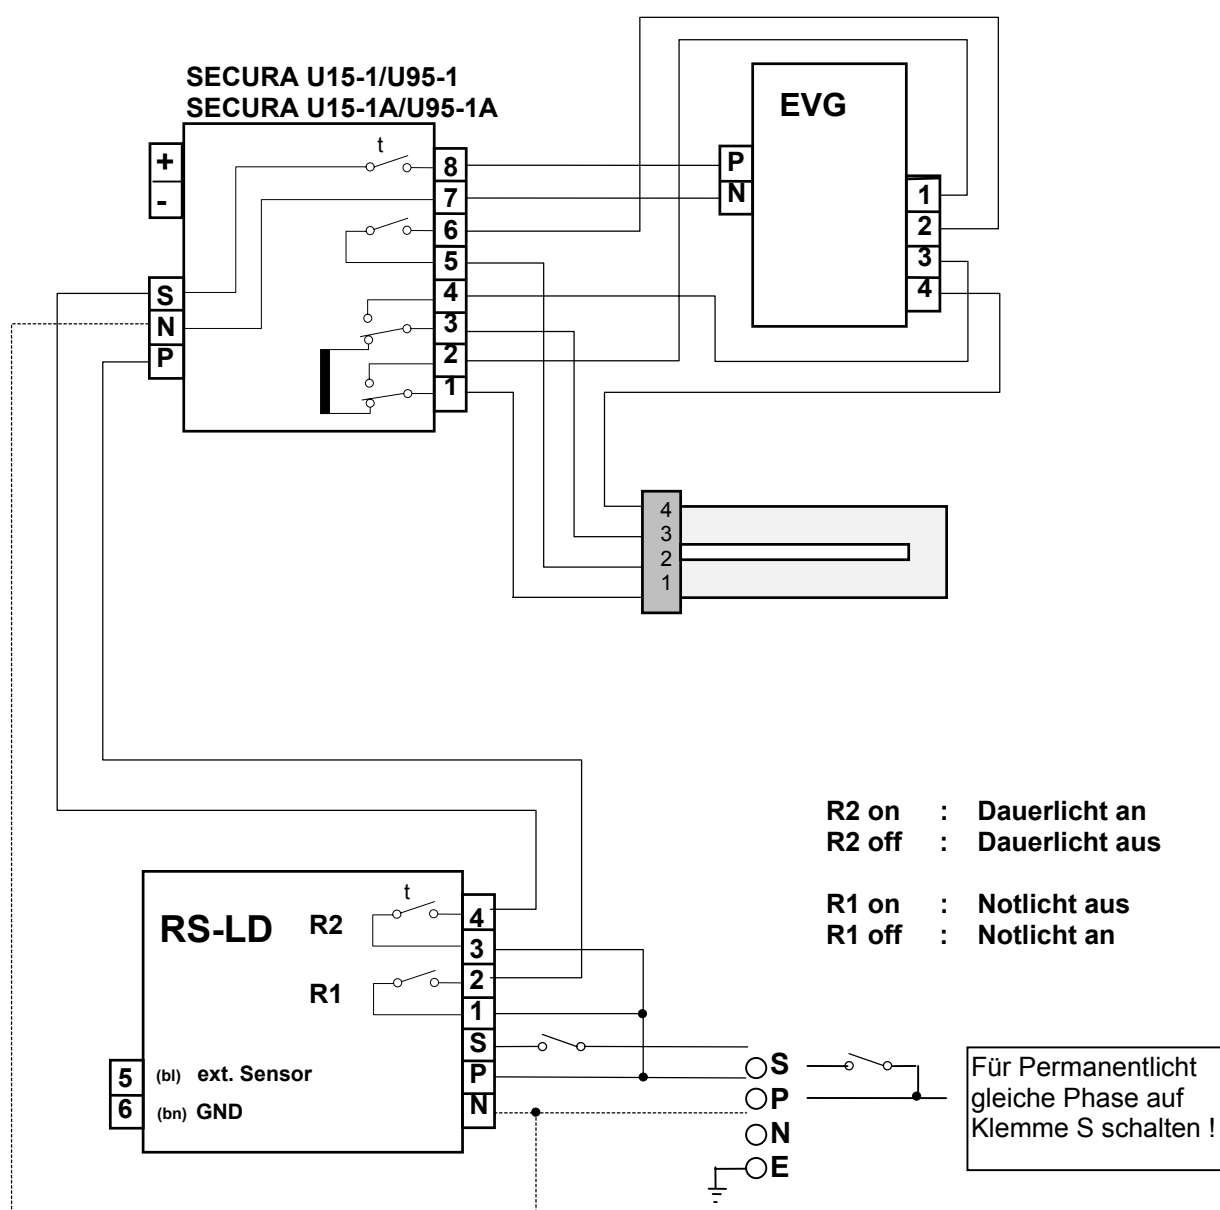 SECURA U15-1/U95-1
SECURA U15-1A/U95-1A
EVG
t
+
-
8
7
6
5
4
3
2
1
P
N
1
2
3
4
S
N
P
4
3
2
1
R2 on : Dauerlicht an
R2 off : Dauerlicht aus
R1 on : Notlicht aus
R1 off : Notlicht an
t
RS-LD
R2
R1
4
3
2
1
S
P
N
5 (bl) ext. Sensor
6 (bn) GND
S
P
N
E
Für Permanentlicht
gleiche Phase auf
Klemme S schalten !